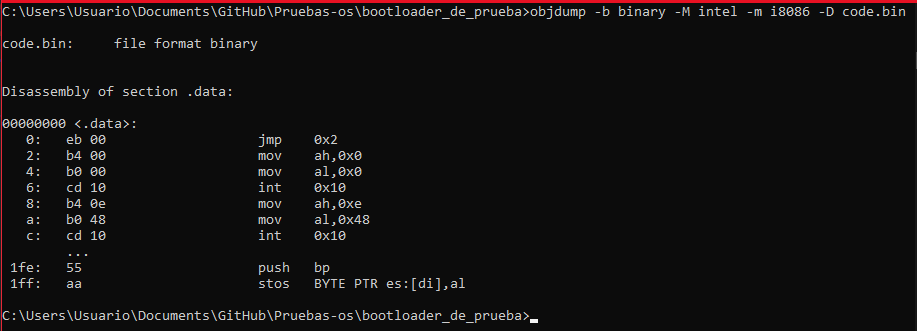 C:\Users\Usuario\Documents\GitHub\Pruebas-os\bootloader_de_prueba>objdump -b binary -M intel -m i8086 -D code.bin
code.bin:     file format binary
Disassembly of section .data:
00000000 <.data>:
   0:   eb 00                   jmp    0x2
   2:   b4 00                   mov    ah,0x0
   4:   b0 00                   mov    al,0x0
   6:   cd 10                   int    0x10
   8:   b4 0e                   mov    ah,0xe
   a:   b0 48                   mov    al,0x48
   c:   cd 10                   int    0x10
        ...
 1fe:   55                      push   bp
 1ff:   aa                      stos   BYTE PTR es:[di],al
C:\Users\Usuario\Documents\GitHub\Pruebas-os\bootloader_de_prueba>